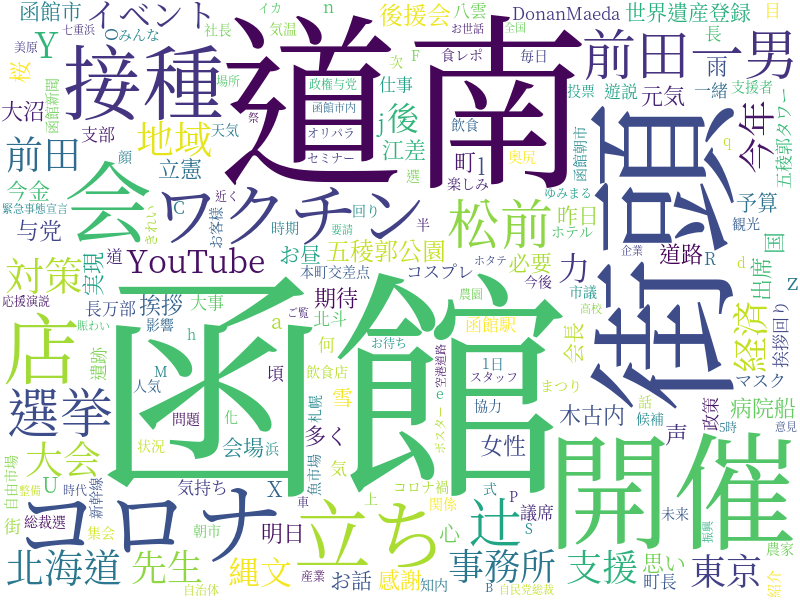 函館市
イベント
n
後援会
八雲
DonanMaeda
世界遺産登録
目
七重浜
イカ
気温
社長
全国
美原
Y
みんな
桜
函館新聞
接種
道南
お世話
毎日
食レポ
前田一男
雨
長
次
F
大沼
支部
政権与党
函館市内
仕事
投票
遊説
元気
一緒
支援者
場所
オリパラ
j
後
地域
天気
祭
セミナー
飲食
江差
奥尻
函館朝市
街頭
今年
五稜郭タワー
q
前田
顔
立憲
町
l
楽しみ
選
今金
会
ワクチン
松前
昨日
ゆみまる
予算
緊急事態宣言
C
近く
お客様
時期
回り
要請
半
ホテル
観光
与党
きれい
道
お昼
五稜郭公園
必要
力
道路
R
d
国
出席
企業
対策
実現
YouTube
本町交差点
コスプレ
ホタテ
今後
市議
z
応援演説
長万部
挨拶
大事
ご覧
期待
農園
高校
経済
挨拶回り
賑わい
影響
a
北斗
函館駅
会長
店
遺跡
h
何
お待ち
空港道路
1日
スタッフ
マスク
函館
M
人気
頃
飲食店
e
まつり
政策
病院船
選挙
問題
化
札幌
雪
ポスター
協力
木古内
話
候補
5時
意見
声
大会
状況
会場
浜
多く
魚市場
気
女性
開催
自由市場
整備
U
時代
新幹線
気持ち
X
コロナ禍
関係
車
上
式
P
議席
未来
街
総裁選
集会
コロナ
朝市
明日
立ち
心
辻
S
振興
農家
北海道
先生
縄文
産業
お話
感謝
知内
事務所
B
支援
思い
町長
東京
紹介
自治体
自民党総裁